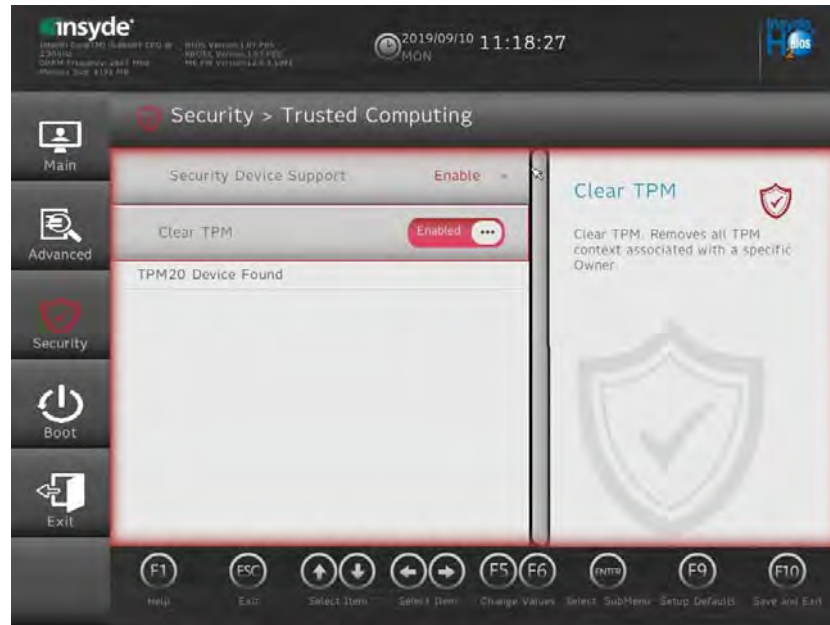 insyde®
2019/09/10 11:18:27
MON
Insyde
H2O Bios
Security > Trusted Computing
Main
Advanced
Security
Boot
Exit
Security Device Support Enable
Clear TPM Enabled
TPM20 Device Found
Clear TPM
Clear TPM. Removes all TPM
context associated with a specific
Owner
F1 ESC F5 F6 ENTER F9 F10
Help Exit Select Item Select Item Change Values Select SubMenu Setup Defaults Save and Exit